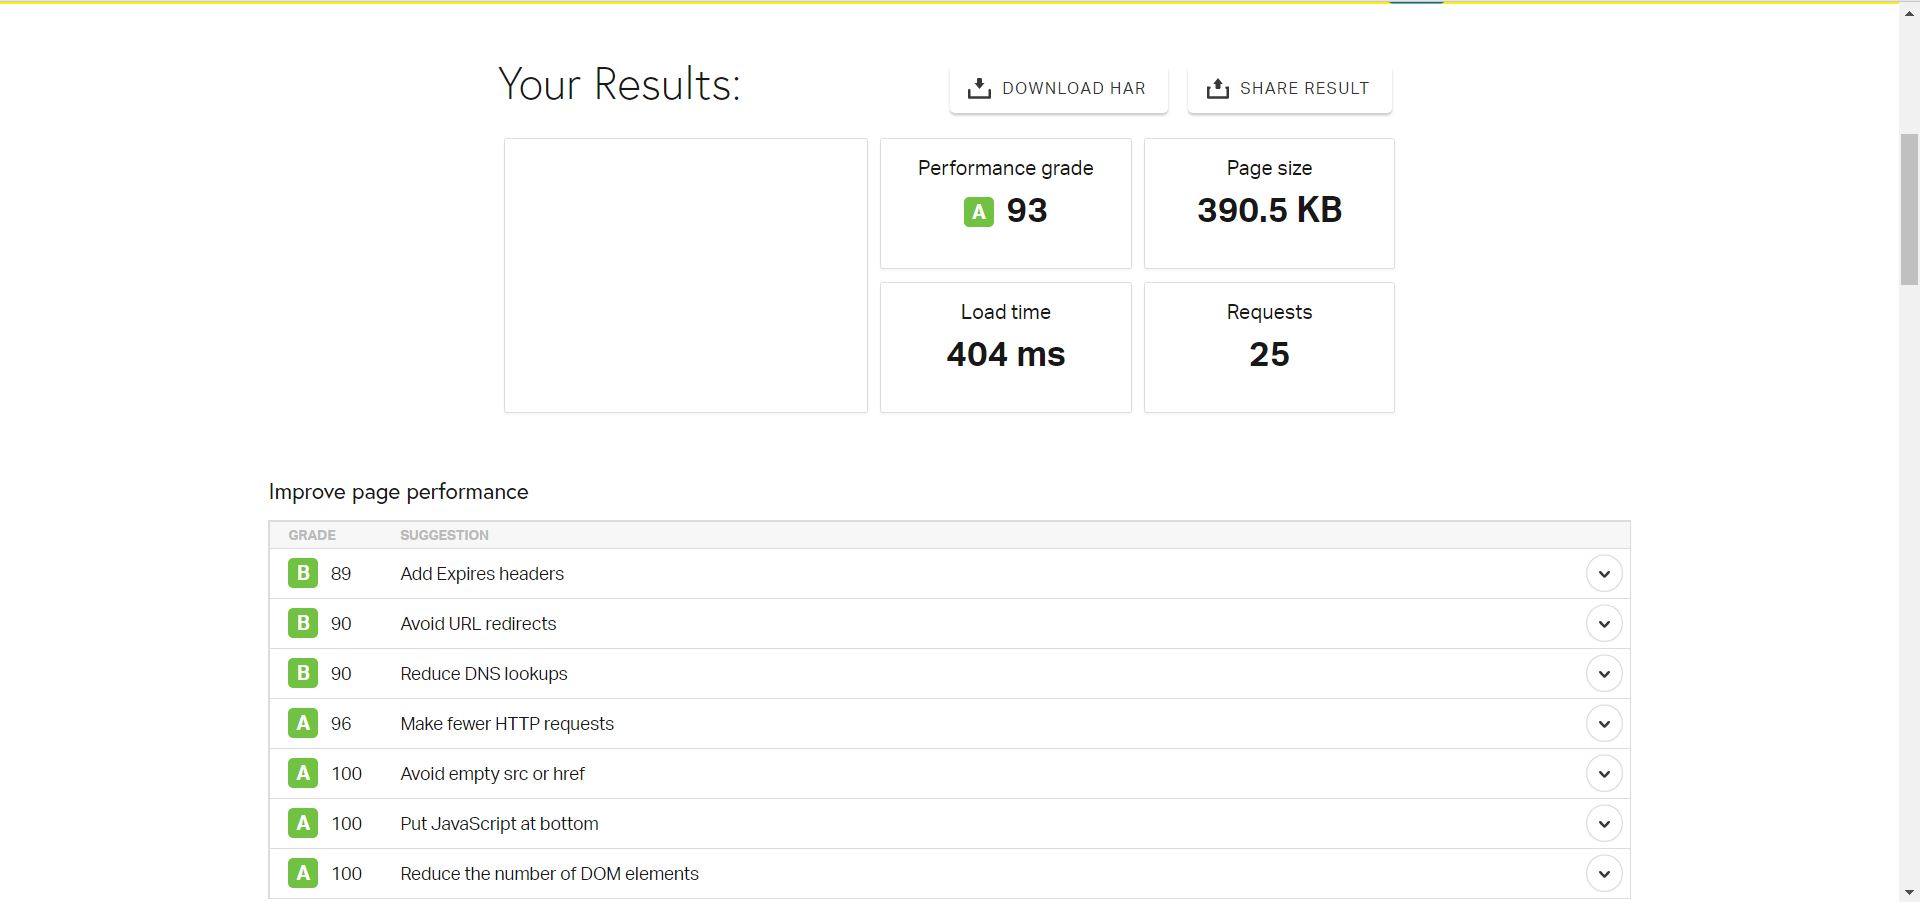 Your Results:
DOWNLOAD HAR
SHARE RESULT
Performance grade
A 93
Page size
390.5 KB
Load time
404 ms
Requests
25
Improve page performance
GRADE SUGGESTION
B 89 Add Expires headers
B 90 Avoid URL redirects
B 90 Reduce DNS lookups
A 96 Make fewer HTTP requests
A 100 Avoid empty src or href
A 100 Put JavaScript at bottom
A 100 Reduce the number of DOM elements